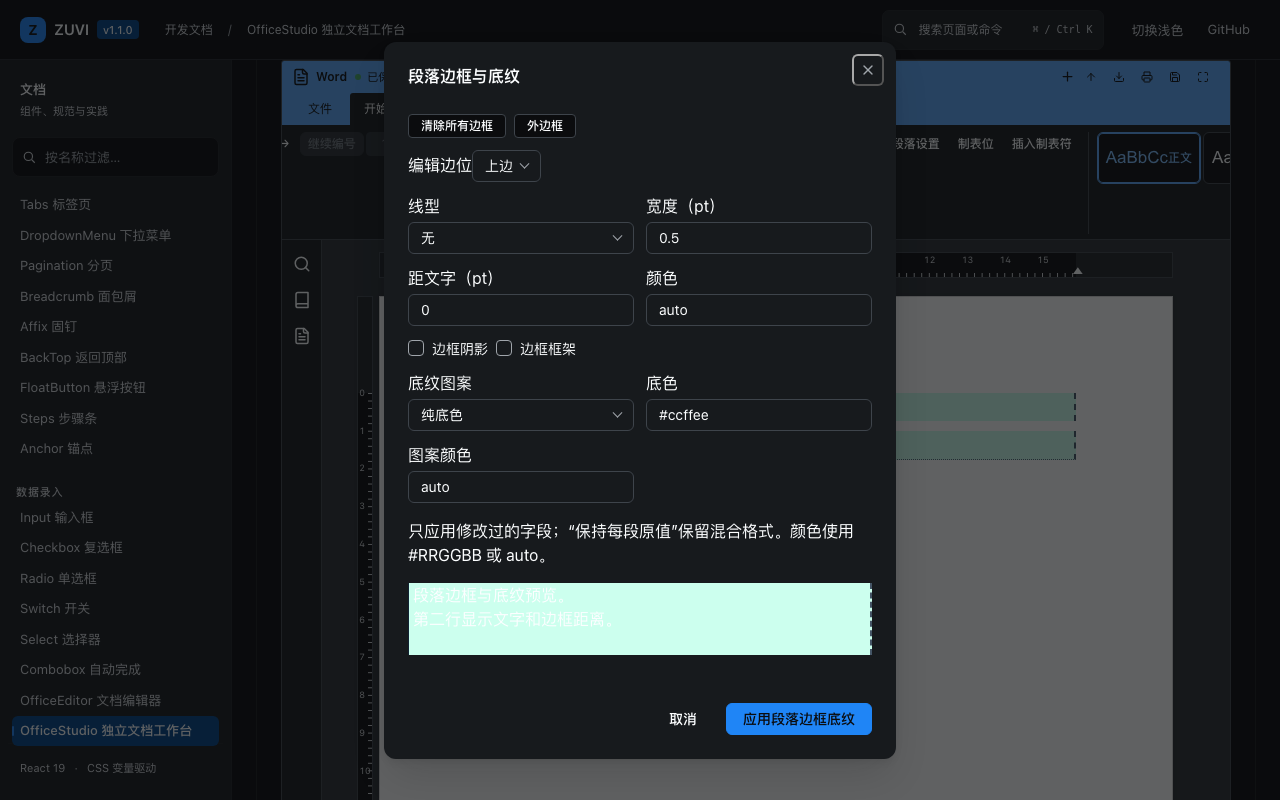 Z ZUVI v1.1.0 开发文档 / OfficeStudio 独立文档工作台 搜索页面或命令 ⌘ / Ctrl K 切换浅色 GitHub
文档
组件、规范与实践
按名称过滤...
Tabs 标签页
DropdownMenu 下拉菜单
Pagination 分页
Breadcrumb 面包屑
Affix 固钉
BackTop 返回顶部
FloatButton 悬浮按钮
Steps 步骤条
Anchor 锚点
数据录入
Input 输入框
Checkbox 复选框
Radio 单选框
Switch 开关
Select 选择器
Combobox 自动完成
OfficeEditor 文档编辑器
OfficeStudio 独立文档工作台
React 19 · CSS 变量驱动
Word
文件 开始
继续编号
段落设置 制表位 插入制表符 AaBbCc正文 Aa
12 13 14 15
0
1
2
3
4
5
6
7
8
9
10
段落边框与底纹
清除所有边框 外边框
编辑边位 上边
线型 宽度（pt）
无 0.5
距文字（pt） 颜色
0 auto
边框阴影 边框框架
底纹图案 底色
纯底色 #ccffee
图案颜色
auto
只应用修改过的字段；“保持每段原值”保留混合格式。颜色使用
#RRGGBB 或 auto。
段落边框与底纹预览。
第二行显示文字和边框距离。
取消 应用段落边框底纹